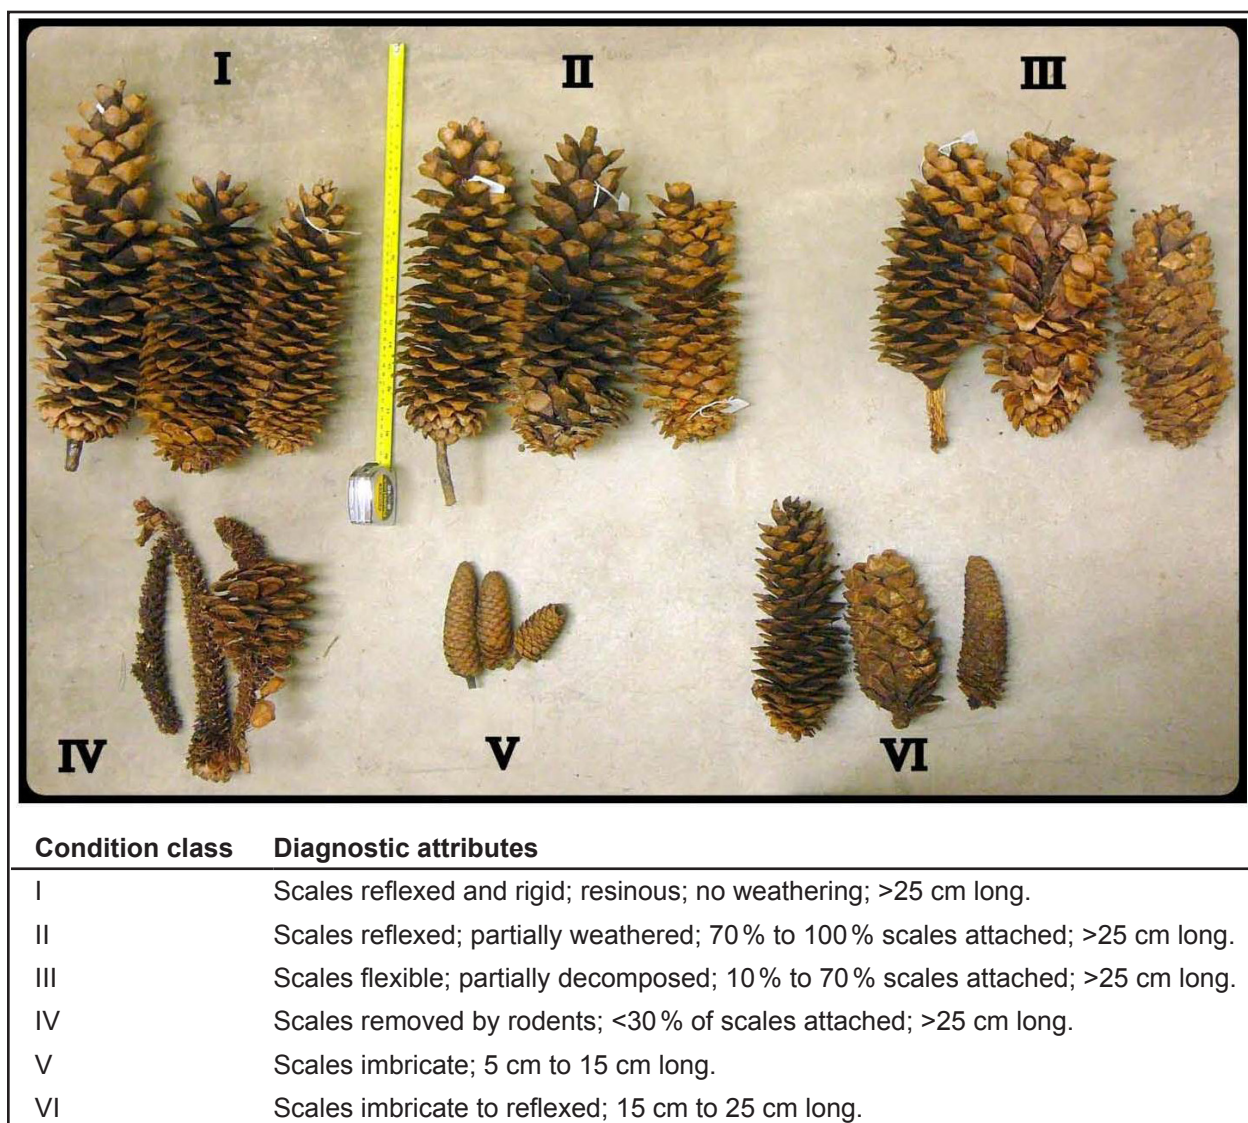 I II III
IV V VI
Condition class Diagnostic attributes
I Scales reflexed and rigid; resinous; no weathering; >25 cm long.
II Scales reflexed; partially weathered; 70 % to 100 % scales attached; >25 cm long.
III Scales flexible; partially decomposed; 10 % to 70 % scales attached; >25 cm long.
IV Scales removed by rodents; <30 % of scales attached; >25 cm long.
V Scales imbricate; 5 cm to 15 cm long.
VI Scales imbricate to reflexed; 15 cm to 25 cm long.